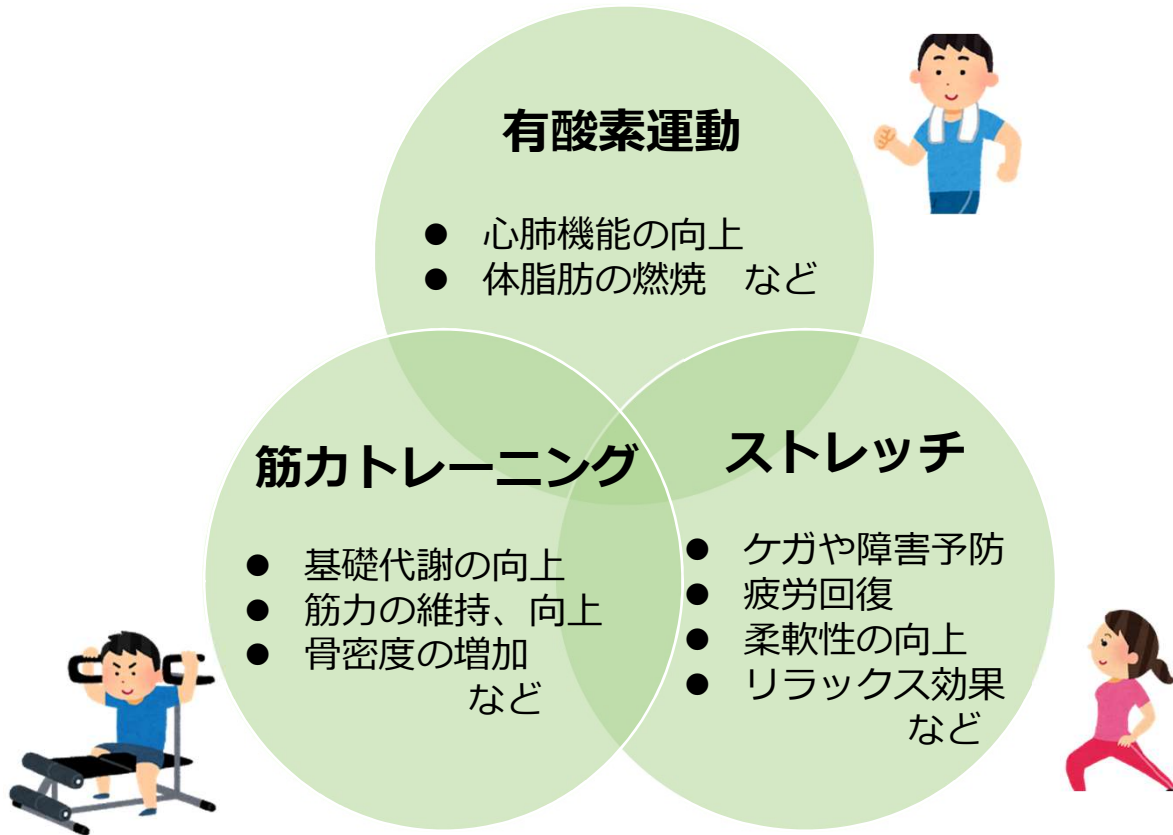 有酸素運動
● 心肺機能の向上
● 体脂肪の燃焼　など
筋力トレーニング
● 基礎代謝の向上
● 筋力の維持、向上
● 骨密度の増加
など
ストレッチ
● ケガや障害予防
● 疲労回復
● 柔軟性の向上
● リラックス効果
など